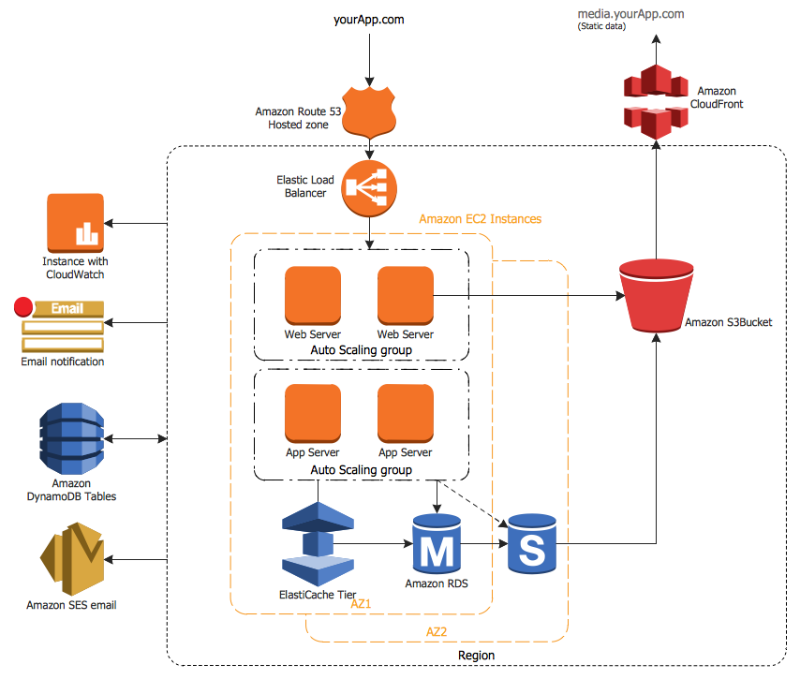 yourApp.com
media.yourApp.com
(Static data)
Amazon Route 53
Hosted zone
Amazon
CloudFront
Elastic Load
Balancer
Amazon EC2 Instances
Instance with
CloudWatch
Web Server
Web Server
Auto Scaling group
Amazon S3Bucket
Email
Email notification
App Server
App Server
Auto Scaling group
Amazon
DynamoDB Tables
M
S
Amazon RDS
ElastiCache Tier
Amazon SES email
AZ1
AZ2
Region